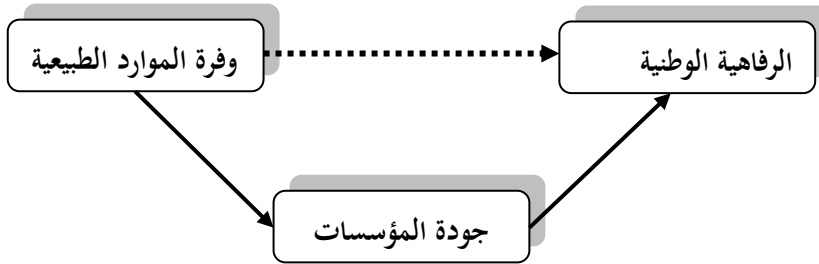 الرفاهية الوطنية
وفرة الموارد الطبيعية
جودة المؤسسات